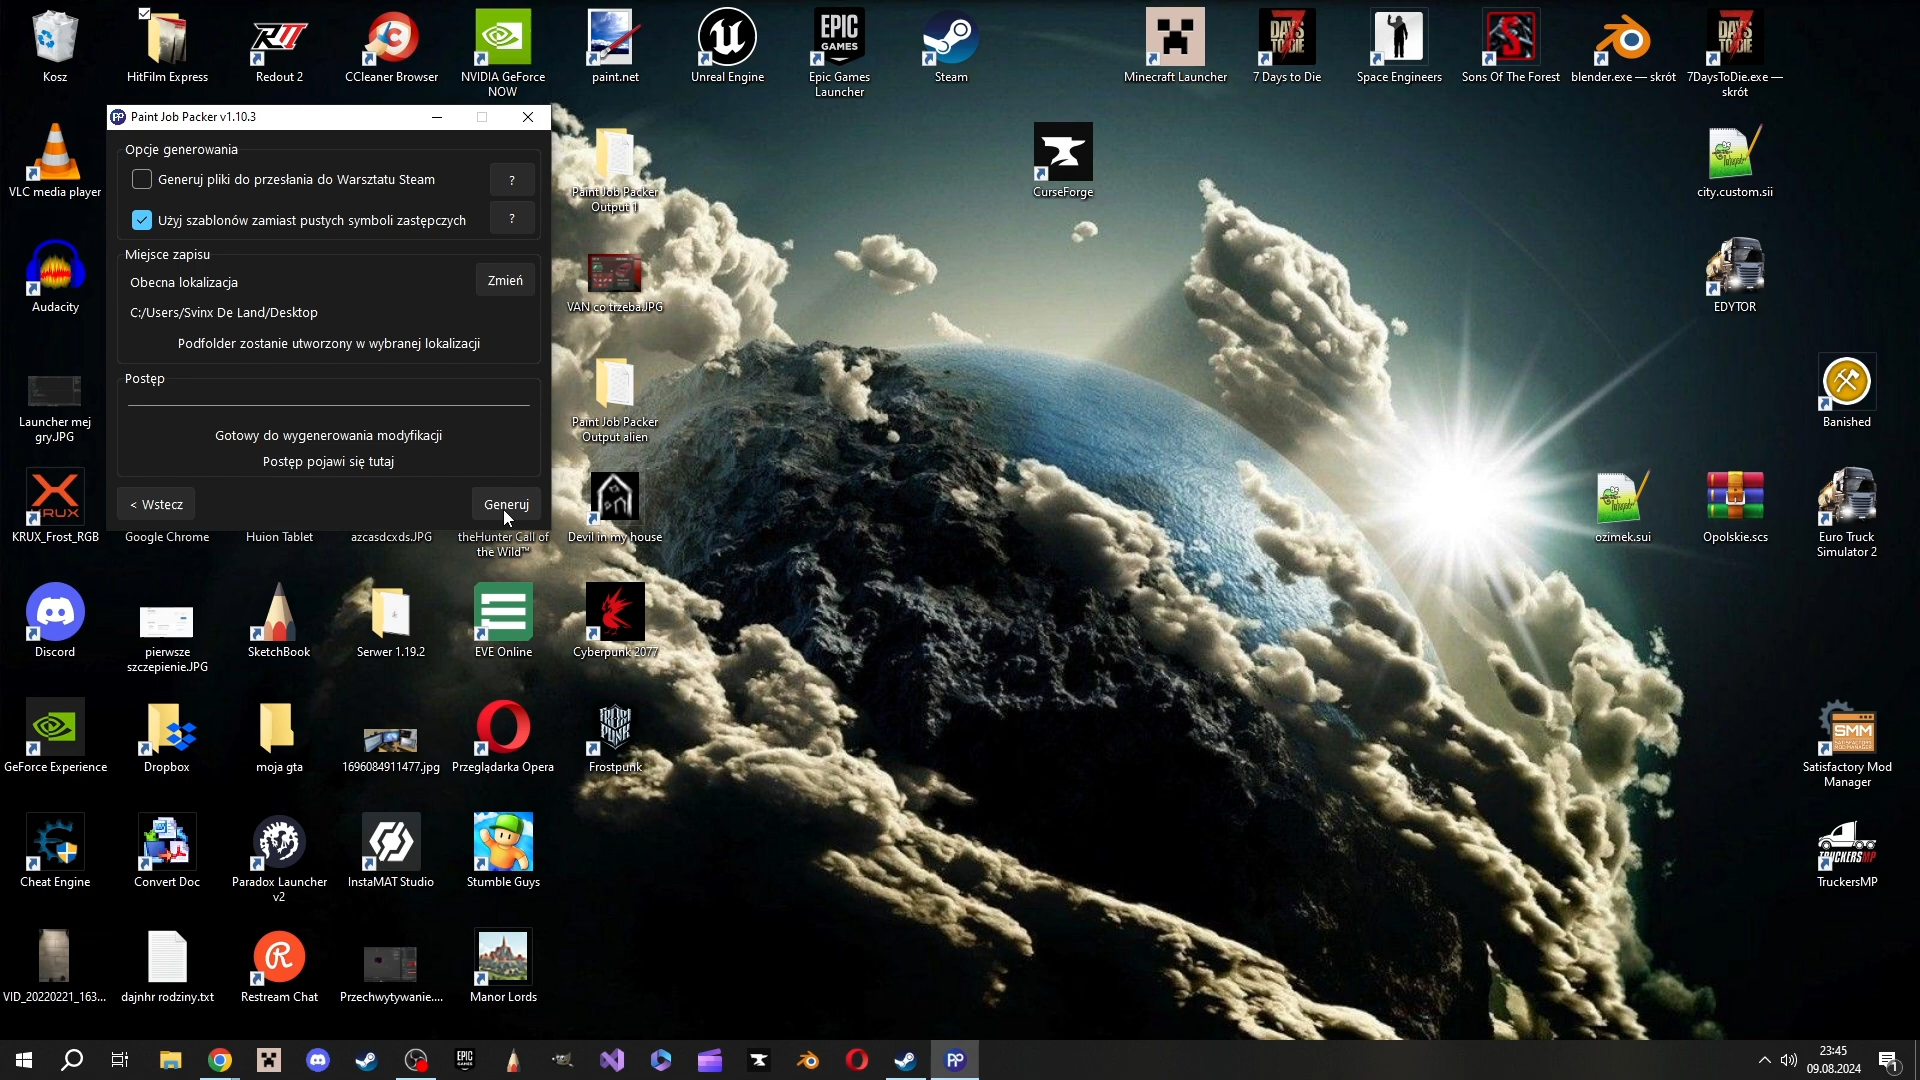 Kosz
HitFilm Express
Redout 2
CCleaner Browser
NVIDIA GeForce
NOW
paint.net
Unreal Engine
EPIC
GAMES
Epic Games
Launcher
Steam
Minecraft Launcher
7 Days to Die
Space Engineers
Sons Of The Forest
blender.exe — skrót
7DaysToDie.exe —
skrót
Paint Job Packer v1.10.3
Opcje generowania
Generuj pliki do przesłania do Warsztatu Steam
?
Użyj szablonów zamiast pustych symboli zastępczych
?
Miejsce zapisu
Obecna lokalizacja
Zmień
C:/Users/Svinx De Land/Desktop
Podfolder zostanie utworzony w wybranej lokalizacji
Postęp
Gotowy do wygenerowania modyfikacji
Postęp pojawi się tutaj
< Wstecz
Generuj
VLC media player
Paint Job Packer
Output 1
CurseForge
city.custom.sii
Audacity
VAN co trzeba.JPG
EDYTOR
Launcher mej
gry.JPG
Paint Job Packer
Output alien
Banished
KRUX_Frost_RGB
Google Chrome
Huion Tablet
azcasdcxds.JPG
theHunter Call of
the Wild™
Devil in my house
ozimek.sui
Opolskie.scs
Euro Truck
Simulator 2
Discord
pierwsze
szczepienie.JPG
SketchBook
Serwer 1.19.2
EVE Online
Cyberpunk 2077
GeForce Experience
Dropbox
moja gta
1696084911477.jpg
Przeglądarka Opera
Frostpunk
SMM
Satisfactory Mod
Manager
Cheat Engine
Convert Doc
Paradox Launcher
v2
InstaMAT Studio
Stumble Guys
TRUCKERSMP
TruckersMP
VID_20220221_163...
dajnhr rodziny.txt
Restream Chat
Przechwytywanie....
Manor Lords
23:45
09.08.2024
1